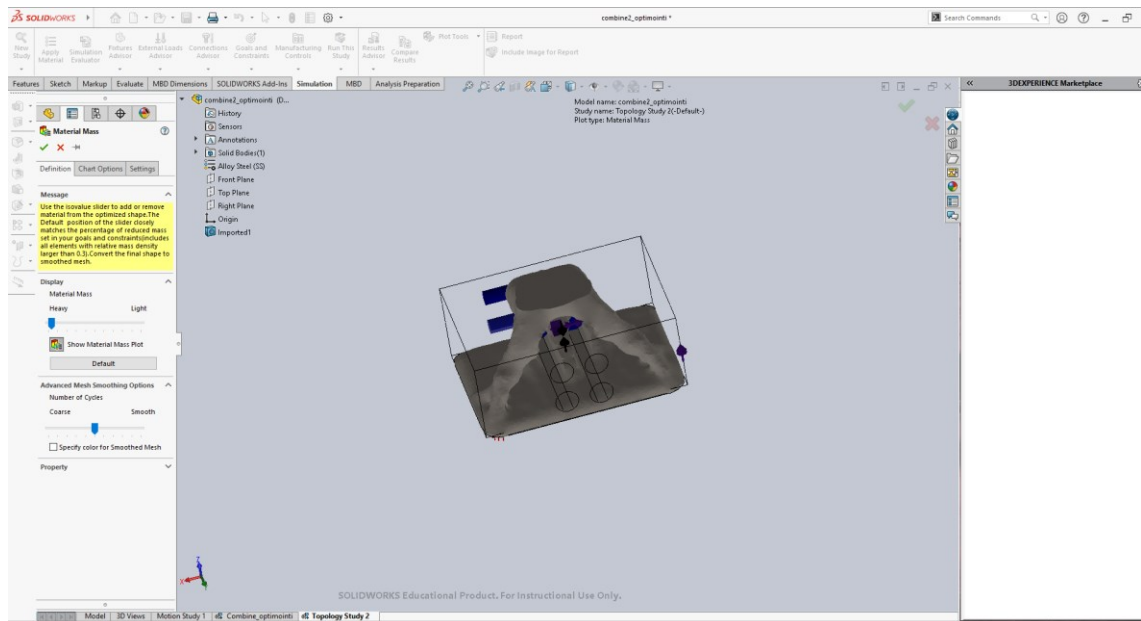 SOLIDWORKS
combine2_optimointi *
Search Commands
New Study
Apply Material
Simulation Evaluator
Fixtures Advisor
External Loads Advisor
Connections Advisor
Goals and Constraints
Manufacturing Controls
Run This Study
Results Advisor
Compare Results
Plot Tools
Report
Include Image for Report
Features
Sketch
Markup
Evaluate
MBD Dimensions
SOLIDWORKS Add-Ins
Simulation
MBD
Analysis Preparation
3DEXPERIENCE Marketplace
Material Mass
Definition
Chart Options
Settings
Message
Use the isovalue slider to add or remove
material from the optimized shape.The
Default position of the slider closely
matches the percentage of reduced mass
set in your goals and constraints(includes
all elements with relative mass density
larger than 0.3).Convert the final shape to
smoothed mesh.
Display
Material Mass
Heavy
Light
Show Material Mass Plot
Default
Advanced Mesh Smoothing Options
Number of Cycles
Coarse
Smooth
Specify color for Smoothed Mesh
Property
combine2_optimointi (D...
History
Sensors
Annotations
Solid Bodies(1)
Alloy Steel (SS)
Front Plane
Top Plane
Right Plane
Origin
Imported1
Model name: combine2_optimointi
Study name: Topology Study 2(-Default-)
Plot type: Material Mass
Z
X
SOLIDWORKS Educational Product. For Instructional Use Only.
Model
3D Views
Motion Study 1
Combine_optimointi
Topology Study 2